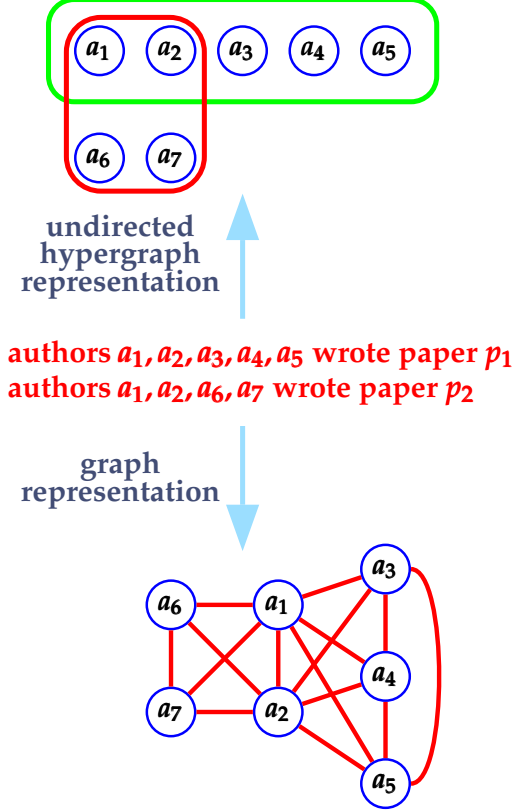 a1 a2 a3 a4 a5
a6 a7
undirected
hypergraph
representation
authors a1, a2, a3, a4, a5 wrote paper p1
authors a1, a2, a6, a7 wrote paper p2
graph
representation
a3
a6 a1
a4
a7 a2
a5